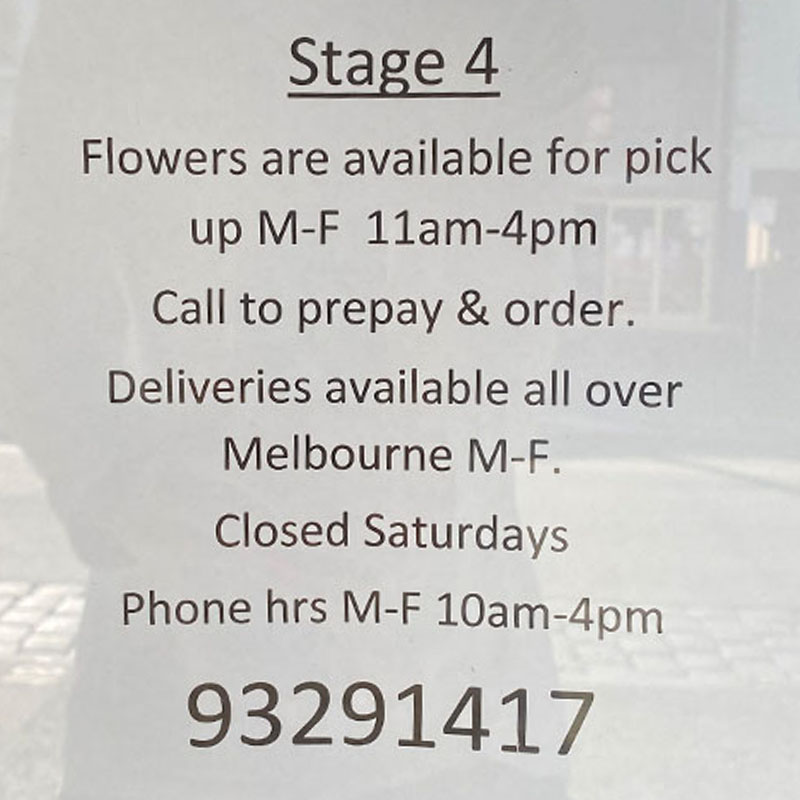 Stage 4
Flowers are available for pick
up M-F 11am-4pm
Call to prepay & order.
Deliveries available all over
Melbourne M-F.
Closed Saturdays
Phone hrs M-F 10am-4pm
93291417